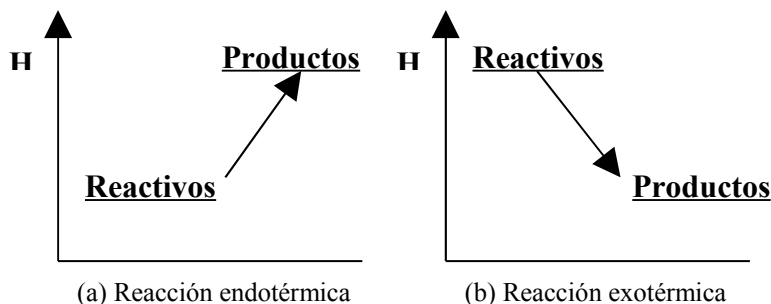 H
Productos
Reactivos
(a) Reacción endotérmica
H
Reactivos
Productos
(b) Reacción exotérmica